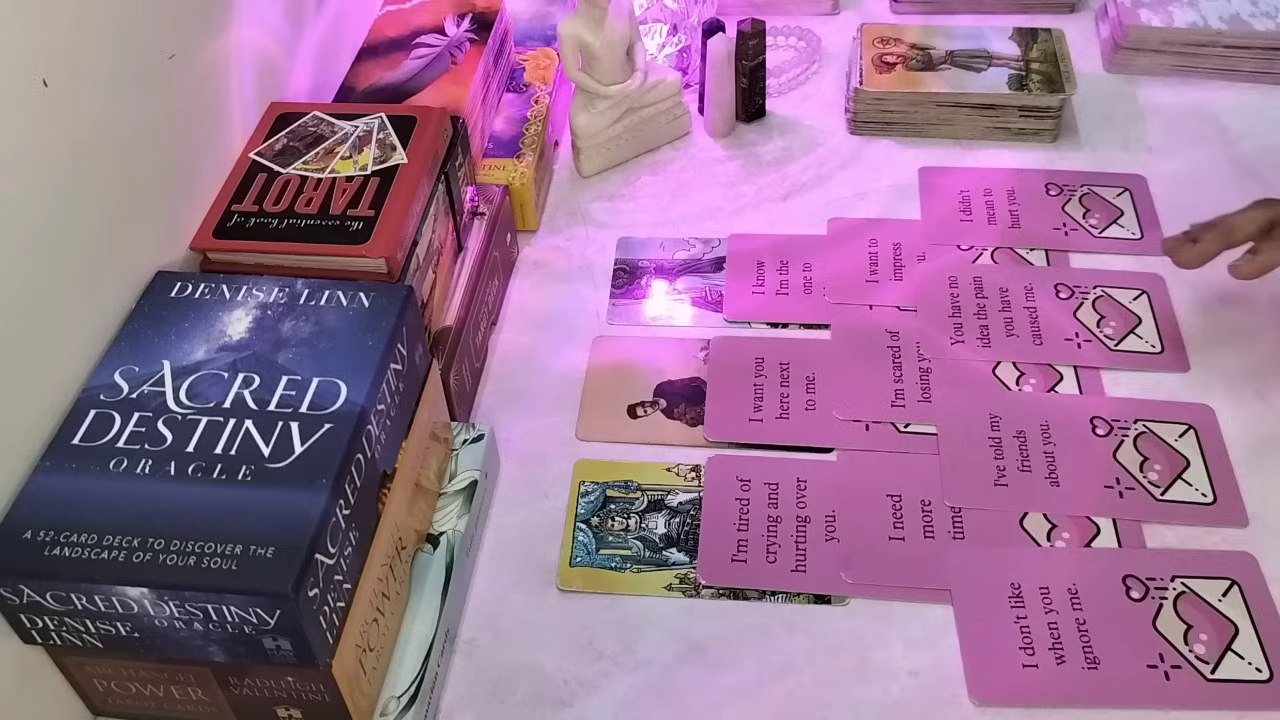 the essential book of
TAROT
DENISE LINN
SACRED
DESTINY
ORACLE
A 52-CARD DECK TO DISCOVER THE
LANDSCAPE OF YOUR SOUL
SACRED DESTINY
ORACLE
DENISE
LINN
HAY
SACRED DESTINY
DENISE
LINN
ARCHANGEL
POWER
TAROT CARDS
RADLEIGH
VALENTINE
POWER
I know
I'm the
one to
I want to
impress
u.
I didn't
mean to
hurt you.
I want you
here next
to me.
I'm scared of
losing
You have no
idea the pain
you have
caused me.
I'm tired of
crying and
hurting over
you.
I need
more
time
I've told my
friends
about you.
I don't like
when you
ignore me.